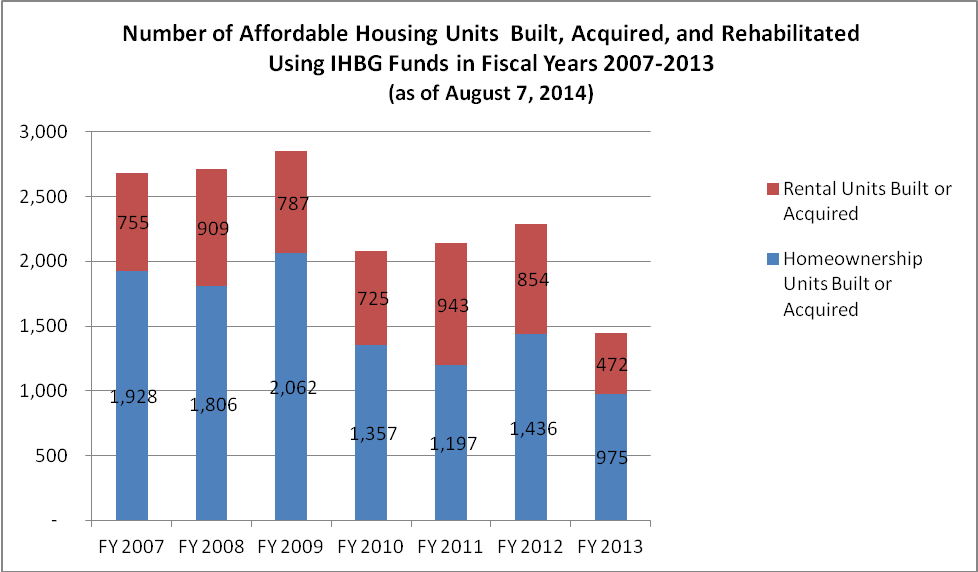 Number of Affordable Housing Units  Built, Acquired, and Rehabilitated
Using IHBG Funds in Fiscal Years 2007-2013
(as of August 7, 2014)
3,000
2,500
2,000
1,500
1,000
500
-
755
909
787
725
943
854
472
1,928
1,806
2,062
1,357
1,197
1,436
975
FY 2007
FY 2008
FY 2009
FY 2010
FY 2011
FY 2012
FY 2013
Rental Units Built or
Acquired
Homeownership
Units Built or
Acquired